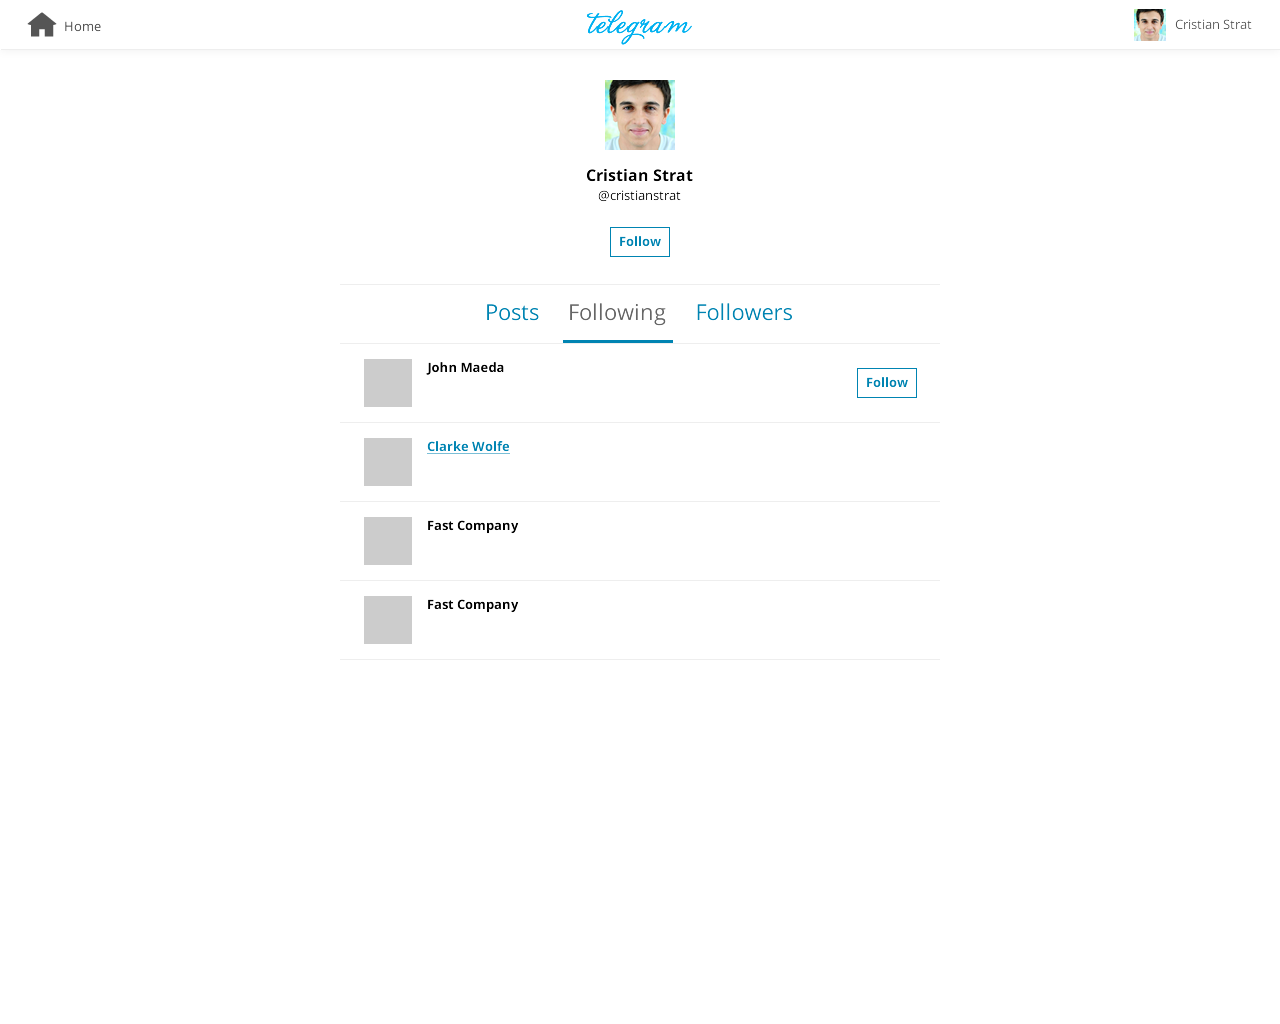 Home
telegram
Cristian Strat
Cristian Strat
@cristianstrat
Follow
Posts Following Followers
John Maeda
Follow
Clarke Wolfe
Fast Company
Fast Company